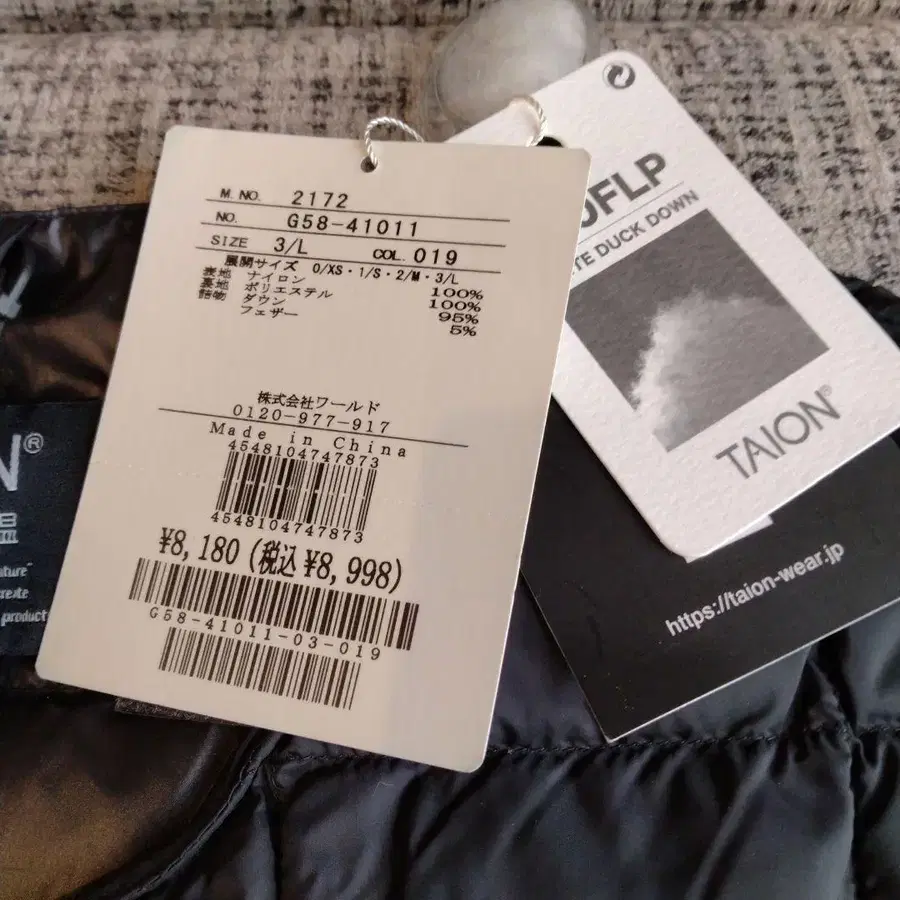 M. NO. 2172
NO. G58-41011
SIZE 3/L COL. 019
展開サイズ 0/XS・1/S・2/M・3/L
表地 ナイロン 100%
裏地 ポリエステル 100%
詰物 ダウン 95%
フェザー 5%
株式会社ワールド
0120-977-917
Made in China
4548104747873
4548104747873
¥8,180 (税込¥8,998)
G58-41011-03-019
FLP
DUCK DOWN
TAION®
https://taion-wear.jp
N®
温
product